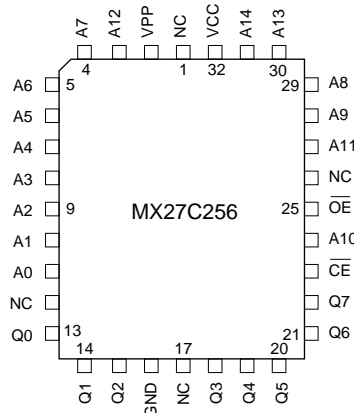 A7 A12 VPP NC VCC A14 A13
4 1 32 30
A6 5 29 A8
A5 A9
A4 A11
A3 NC
A2 9 MX27C256 25 OE
A1 A10
A0 CE
NC Q7
Q0 13 21 Q6
14 17 20
Q1 Q2 GND NC Q3 Q4 Q5